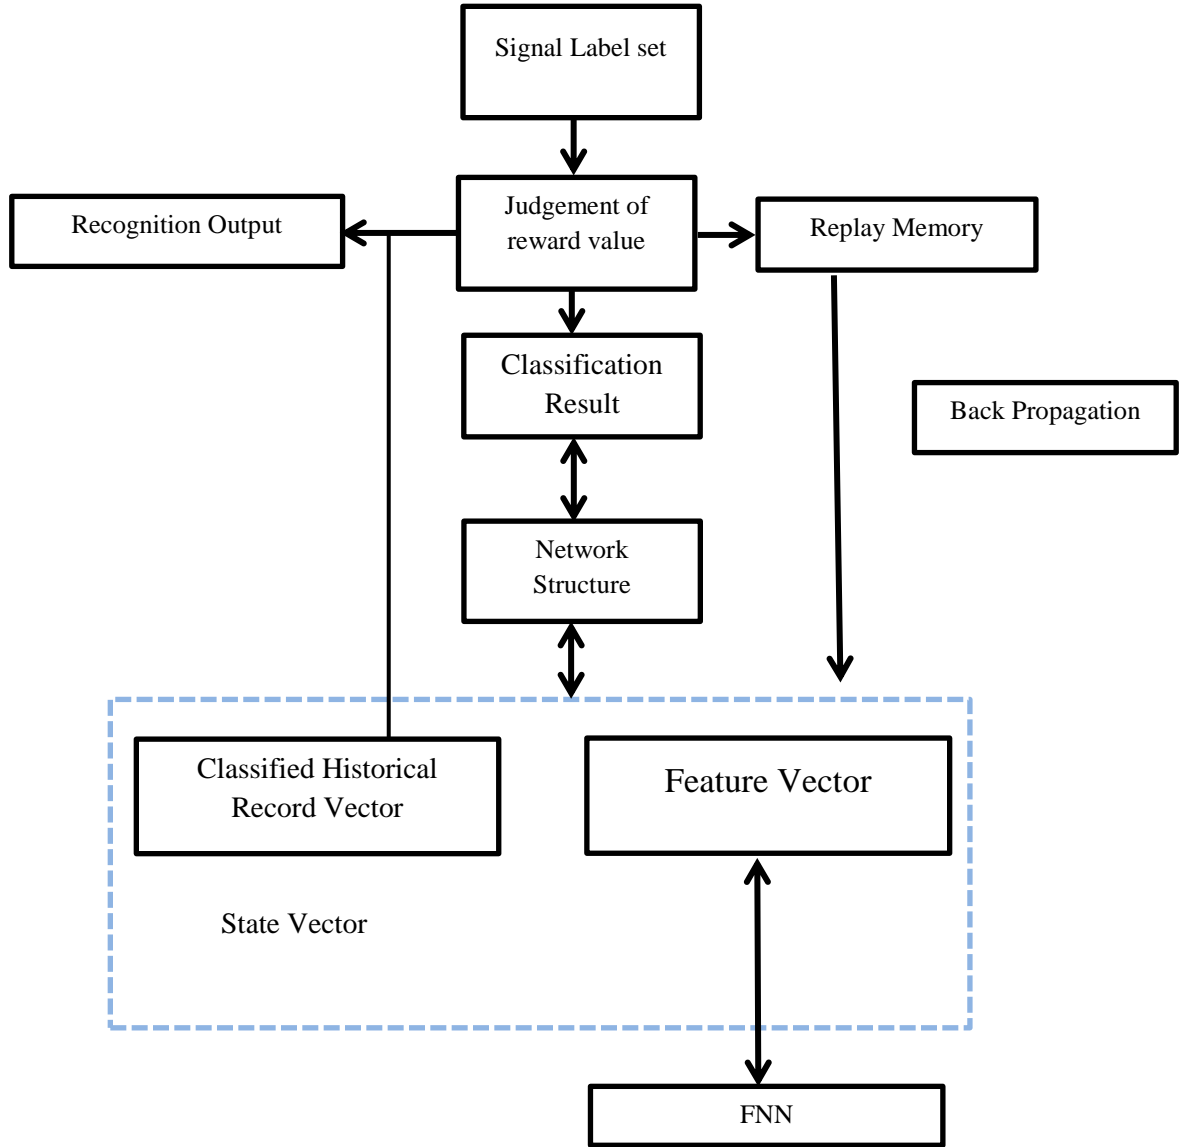 Signal Label set
Recognition Output
Judgement of
reward value
Replay Memory
Classification
Result
Back Propagation
Network
Structure
Classified Historical
Record Vector
Feature Vector
State Vector
FNN